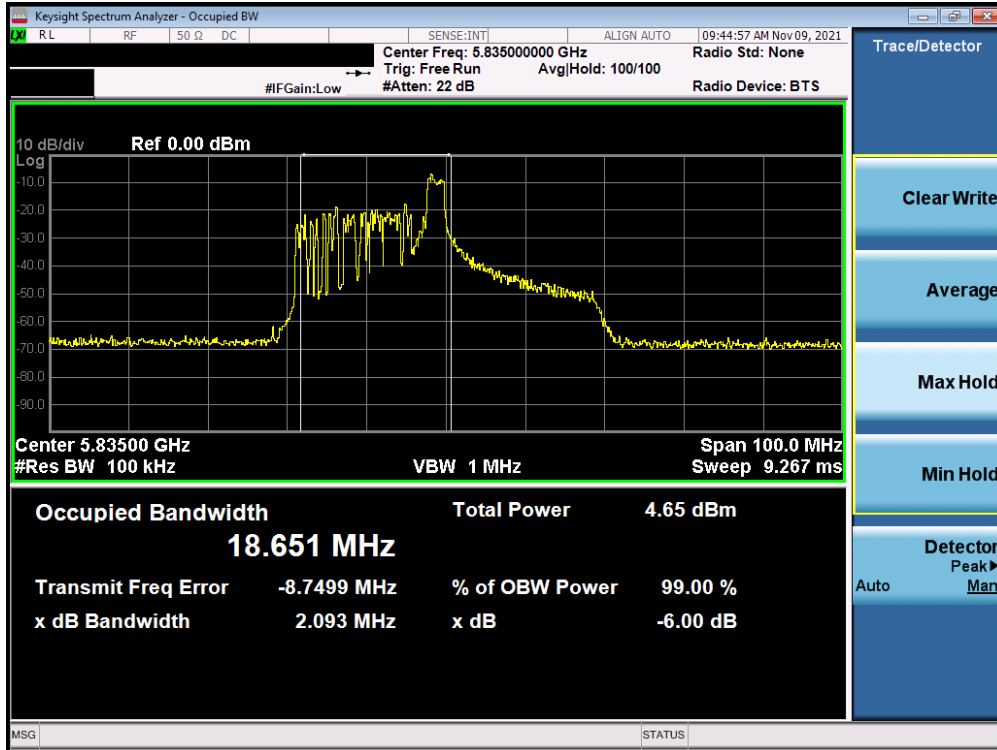 Keysight Spectrum Analyzer - Occupied BW
LXI RL RF 50 Ω DC SENSE:INT ALIGN AUTO 09:44:57 AM Nov 09, 2021
Center Freq: 5.835000000 GHz Radio Std: None
Trig: Free Run Avg|Hold: 100/100
#IFGain:Low #Atten: 22 dB Radio Device: BTS
Trace/Detector
10 dB/div Ref 0.00 dBm
Log
-10.0
-20.0
-30.0
-40.0
-50.0
-60.0
-70.0
-80.0
-90.0
Center 5.83500 GHz Span 100.0 MHz
#Res BW 100 kHz VBW 1 MHz Sweep 9.267 ms
Occupied Bandwidth Total Power 4.65 dBm
18.651 MHz
Transmit Freq Error -8.7499 MHz % of OBW Power 99.00 %
x dB Bandwidth 2.093 MHz x dB -6.00 dB
Clear Write
Average
Max Hold
Min Hold
Detector
Peak▶
Auto Man
MSG STATUS